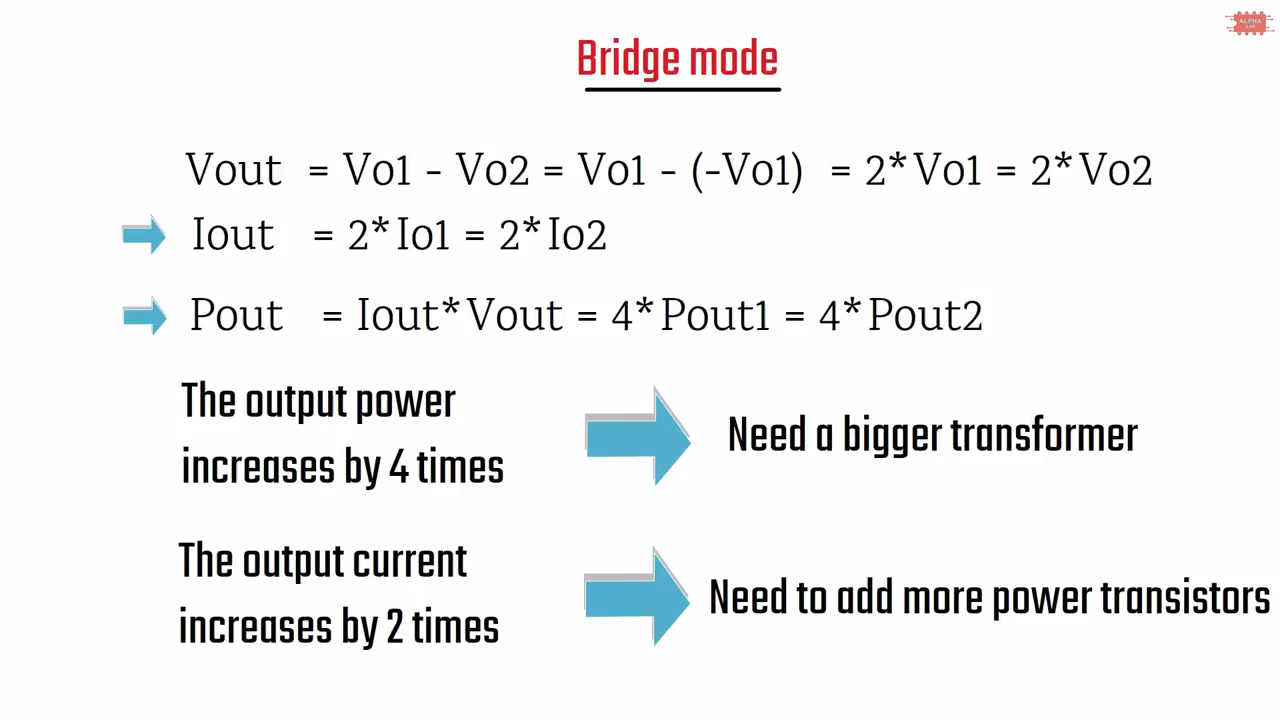 ALPHA
Lab
Bridge mode
Vout = Vo1 - Vo2 = Vo1 - (-Vo1) = 2*Vo1 = 2*Vo2
Iout = 2*Io1 = 2*Io2
Pout = Iout*Vout = 4*Pout1 = 4*Pout2
The output power
increases by 4 times
Need a bigger transformer
The output current
increases by 2 times
Need to add more power transistors